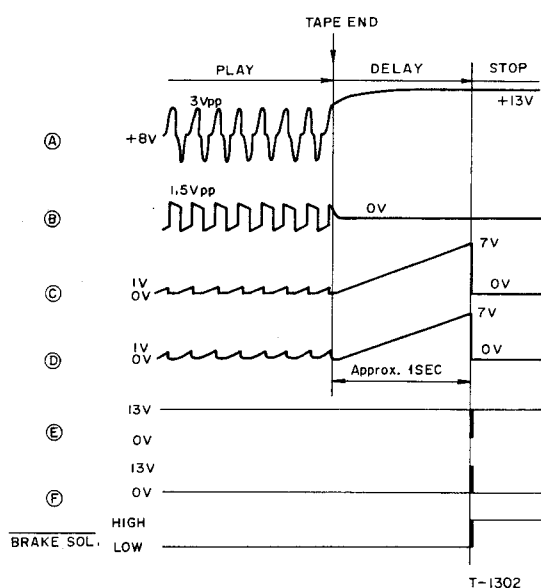 TAPE END
PLAY DELAY STOP
3Vpp
+13V
Ⓐ +8V
1.5Vpp
Ⓑ 0V
7V
Ⓒ 1V 0V
0V
7V
Ⓓ 1V 0V
0V
Approx. 1SEC
13V
Ⓔ 0V
13V
Ⓕ 0V
HIGH
BRAKE SOL. LOW
T-1302